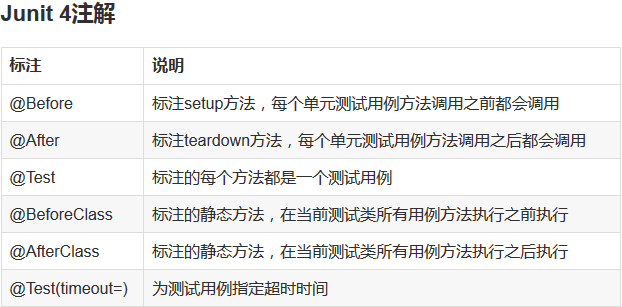 Junit 4注解
标注 说明
@Before 标注setup方法，每个单元测试用例方法调用之前都会调用
@After 标注teardown方法，每个单元测试用例方法调用之后都会调用
@Test 标注的每个方法都是一个测试用例
@BeforeClass 标注的静态方法，在当前测试类所有用例方法执行之前执行
@AfterClass 标注的静态方法，在当前测试类所有用例方法执行之后执行
@Test(timeout=) 为测试用例指定超时时间